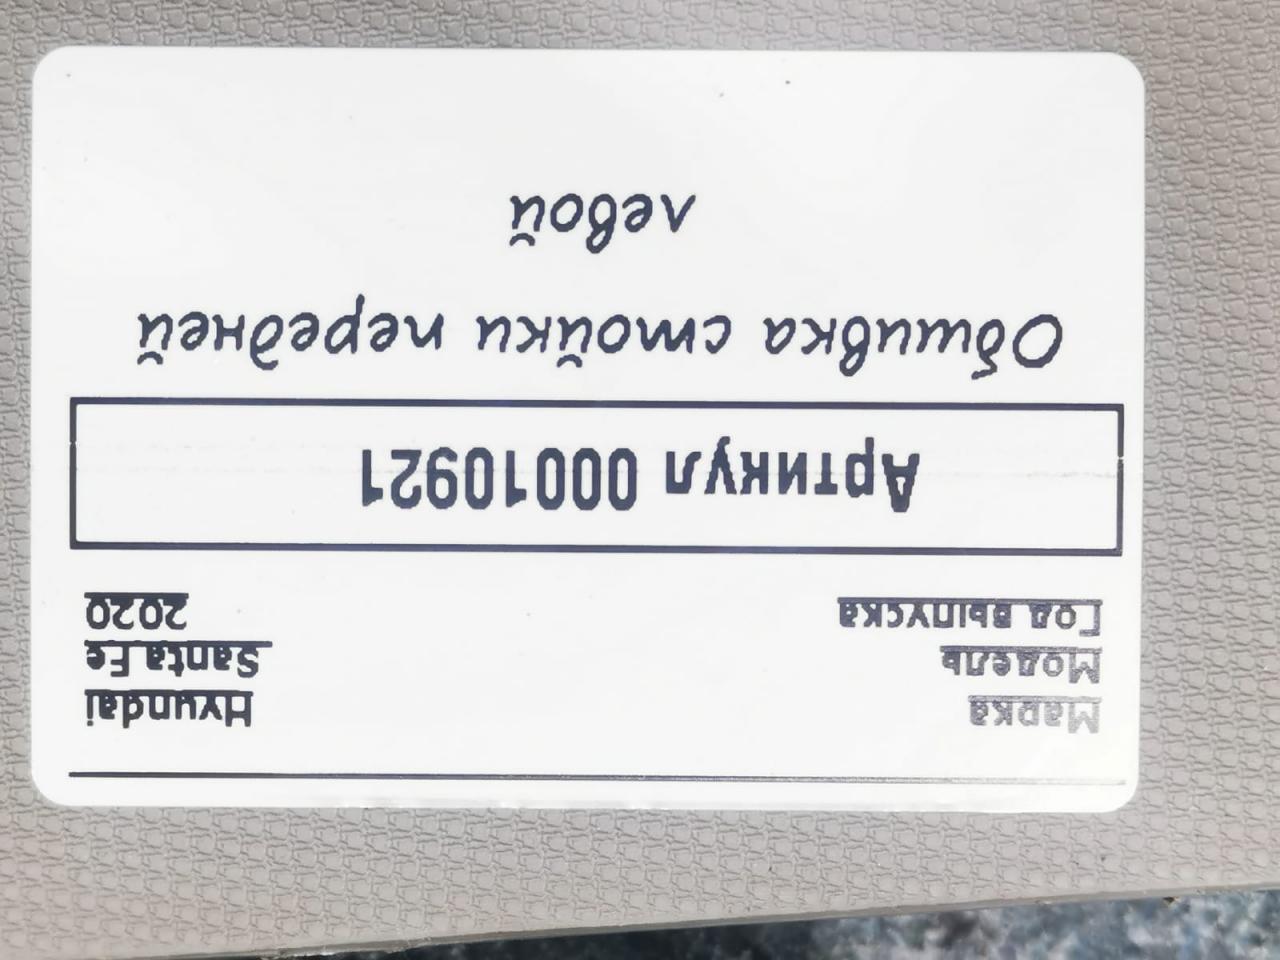 Марка Hyundai
Модель Santa Fe
Год выпуска 2020
Артикул 00010921
Обшивка стойки передней
левой